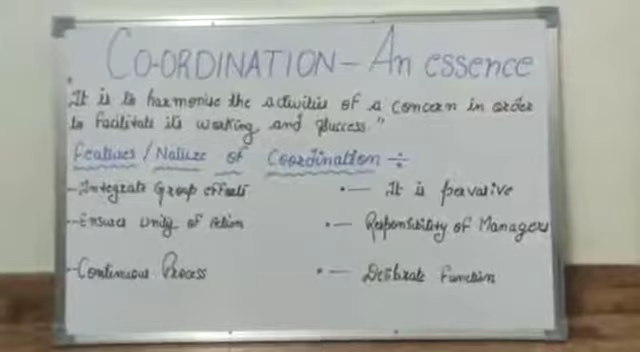 CO-ORDINATION - An essence
"It is to harmonise the activities of a concern in order
to facilitate its working and success."
Features / Nature of Coordination :-
- Integrate Group efforts
•— It is pervasive
- Ensures Unity of Action
•— Responsibility of Managers
- Continuous Process
•— Delibrate Function